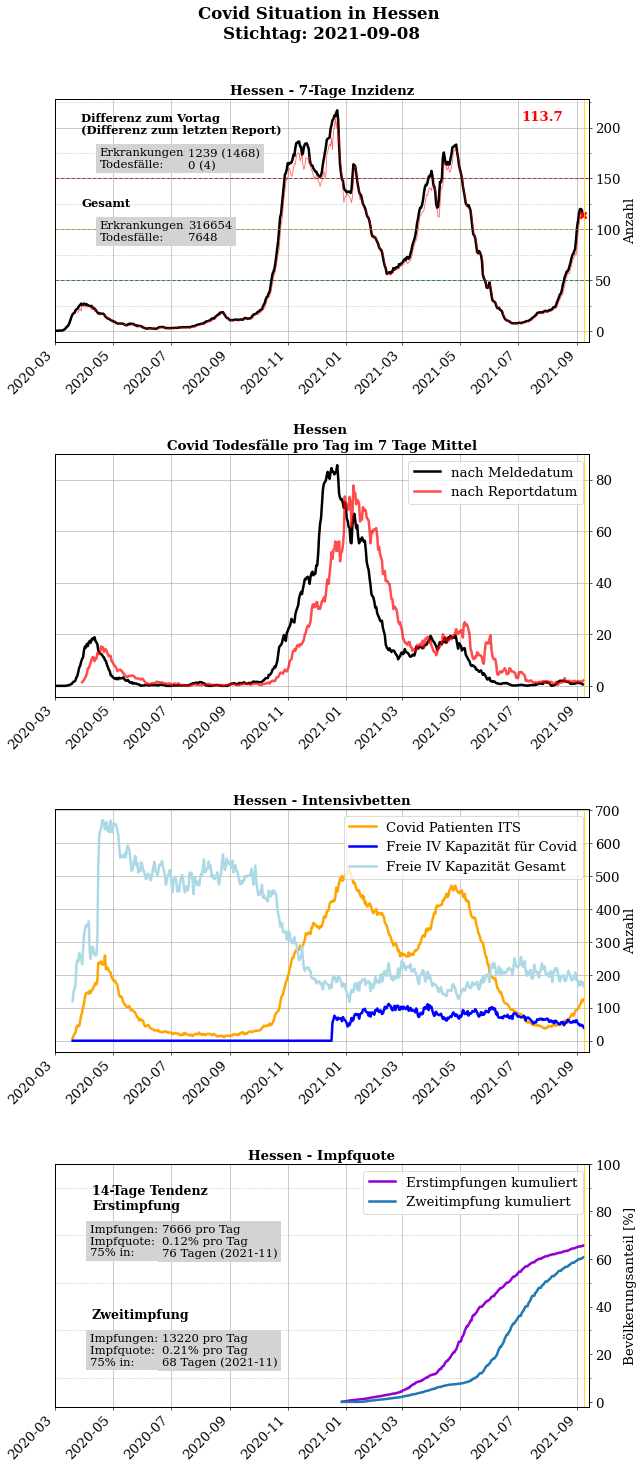 Covid Situation in Hessen
Stichtag: 2021-09-08
Hessen - 7-Tage Inzidenz
Differenz zum Vortag
(Differenz zum letzten Report)
Erkrankungen 1239 (1468)
Todesfälle: 0 (4)
Gesamt
Erkrankungen 316654
Todesfälle: 7648
113.7
200
150
100
50
0
Anzahl
2020-03 2020-05 2020-07 2020-09 2020-11 2021-01 2021-03 2021-05 2021-07 2021-09
Hessen
Covid Todesfälle pro Tag im 7 Tage Mittel
nach Meldedatum
nach Reportdatum
80
60
40
20
0
2020-03 2020-05 2020-07 2020-09 2020-11 2021-01 2021-03 2021-05 2021-07 2021-09
Hessen - Intensivbetten
Covid Patienten ITS
Freie IV Kapazität für Covid
Freie IV Kapazität Gesamt
700
600
500
400
300
200
100
0
Anzahl
2020-03 2020-05 2020-07 2020-09 2020-11 2021-01 2021-03 2021-05 2021-07 2021-09
Hessen - Impfquote
14-Tage Tendenz
Erstimpfung
Impfungen: 7666 pro Tag
Impfquote: 0.12% pro Tag
75% in: 76 Tagen (2021-11)
Zweitimpfung
Impfungen: 13220 pro Tag
Impfquote: 0.21% pro Tag
75% in: 68 Tagen (2021-11)
Erstimpfungen kumuliert
Zweitimpfung kumuliert
100
80
60
40
20
0
Bevölkerungsanteil [%]
2020-03 2020-05 2020-07 2020-09 2020-11 2021-01 2021-03 2021-05 2021-07 2021-09